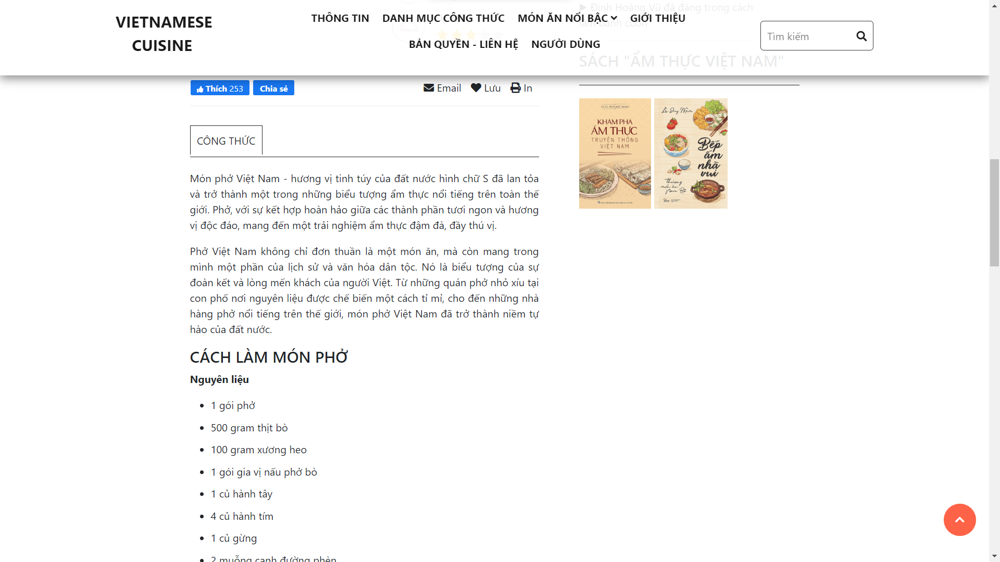 VIETNAMESE
CUISINE
THÔNG TIN DANH MỤC CÔNG THỨC MÓN ĂN NỔI BẬC GIỚI THIỆU
BẢN QUYỀN - LIÊN HỆ NGƯỜI DÙNG
Tìm kiếm
► Đinh Hoàng Vũ đã đăng trong cách
làm bánh cuốn
SÁCH "ẨM THỰC VIỆT NAM"
Thích 253 Chia sẻ
Email Lưu In
GS.TS. NGÔ ĐỨC THỊNH
KHÁM PHÁ
ẨM THỰC
TRUYỀN THỐNG
VIỆT NAM
Bếp
ấm
nhà
vui
thương
món ăn
Nam Bộ
CÔNG THỨC
Món phở Việt Nam - hương vị tinh túy của đất nước hình chữ S đã lan tỏa
và trở thành một trong những biểu tượng ẩm thực nổi tiếng trên toàn thế
giới. Phở, với sự kết hợp hoàn hảo giữa các thành phần tươi ngon và hương
vị độc đáo, mang đến một trải nghiệm ẩm thực đậm đà, đầy thú vị.
Phở Việt Nam không chỉ đơn thuần là một món ăn, mà còn mang trong
mình một phần của lịch sử và văn hóa dân tộc. Nó là biểu tượng của sự
đoàn kết và lòng mến khách của người Việt. Từ những quán phở nhỏ xíu tại
con phố nơi nguyên liệu được chế biến một cách tỉ mỉ, cho đến những nhà
hàng phở nổi tiếng trên thế giới, món phở Việt Nam đã trở thành niềm tự
hào của đất nước.
CÁCH LÀM MÓN PHỞ
Nguyên liệu
• 1 gói phở
• 500 gram thịt bò
• 100 gram xương heo
• 1 gói gia vị nấu phở bò
• 1 củ hành tây
• 4 củ hành tím
• 1 củ gừng
• 2 muỗng canh đường phèn